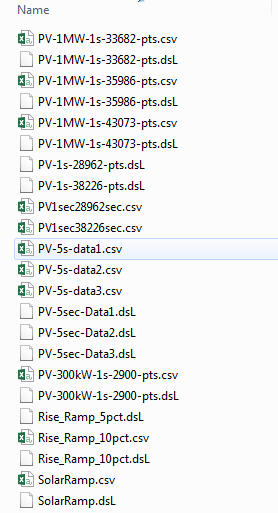 Name
PV-1MW-1s-33682-pts.csv
PV-1MW-1s-33682-pts.dsL
PV-1MW-1s-35986-pts.csv
PV-1MW-1s-35986-pts.dsL
PV-1MW-1s-43073-pts.csv
PV-1MW-1s-43073-pts.dsL
PV-1s-28962-pts.dsL
PV-1s-38226-pts.dsL
PV1sec28962sec.csv
PV1sec38226sec.csv
PV-5s-data1.csv
PV-5s-data2.csv
PV-5s-data3.csv
PV-5sec-Data1.dsL
PV-5sec-Data2.dsL
PV-5sec-Data3.dsL
PV-300kW-1s-2900-pts.csv
PV-300kW-1s-2900-pts.dsL
Rise_Ramp_5pct.dsL
Rise_Ramp_10pct.csv
Rise_Ramp_10pct.dsL
SolarRamp.csv
SolarRamp.dsL